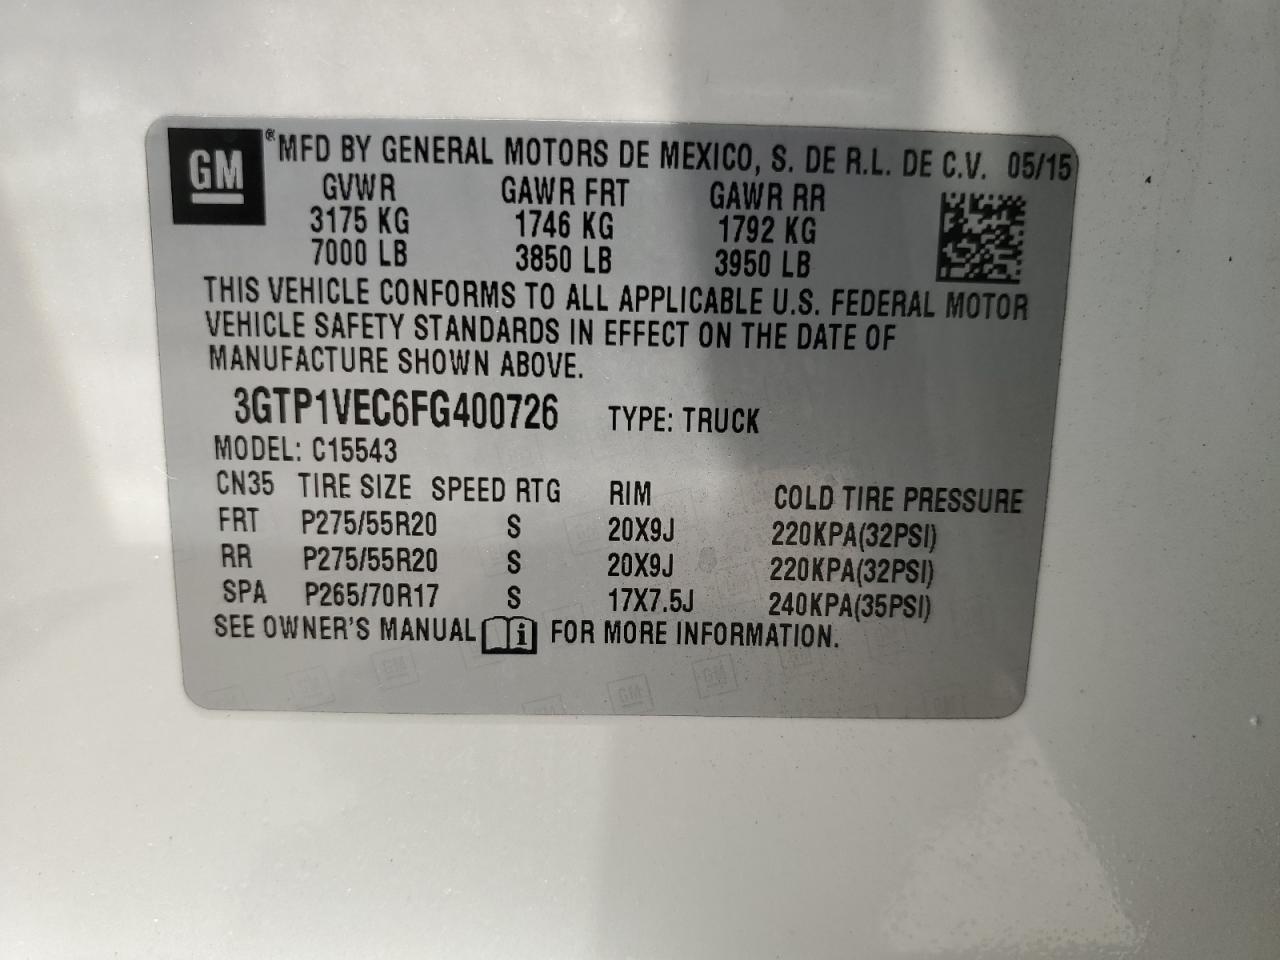 GM ® MFD BY GENERAL MOTORS DE MEXICO, S. DE R.L. DE C.V. 05/15
GVWR GAWR FRT GAWR RR
3175 KG 1746 KG 1792 KG
7000 LB 3850 LB 3950 LB
THIS VEHICLE CONFORMS TO ALL APPLICABLE U.S. FEDERAL MOTOR
VEHICLE SAFETY STANDARDS IN EFFECT ON THE DATE OF
MANUFACTURE SHOWN ABOVE.
3GTP1VEC6FG400726 TYPE: TRUCK
MODEL: C15543
CN35 TIRE SIZE SPEED RTG RIM COLD TIRE PRESSURE
FRT P275/55R20 S 20X9J 220KPA(32PSI)
RR P275/55R20 S 20X9J 220KPA(32PSI)
SPA P265/70R17 S 17X7.5J 240KPA(35PSI)
SEE OWNER'S MANUAL i FOR MORE INFORMATION.
GM GM GM GM